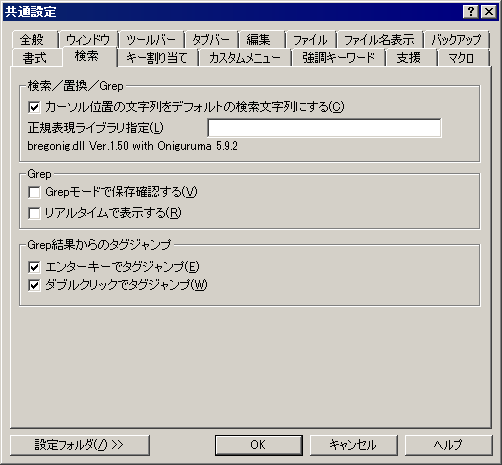 共通設定
全般 ウィンドウ ツールバー タブバー 編集 ファイル ファイル名表示 バックアップ
書式 検索 キー割り当て カスタムメニュー 強調キーワード 支援 マクロ
検索／置換／Grep
カーソル位置の文字列をデフォルトの検索文字列にする(C)
正規表現ライブラリ指定(L)
bregonig.dll Ver.1.50 with Oniguruma 5.9.2
Grep
Grepモードで保存確認する(V)
リアルタイムで表示する(R)
Grep結果からのタグジャンプ
エンターキーでタグジャンプ(E)
ダブルクリックでタグジャンプ(W)
設定フォルダ(/) >> OK キャンセル ヘルプ